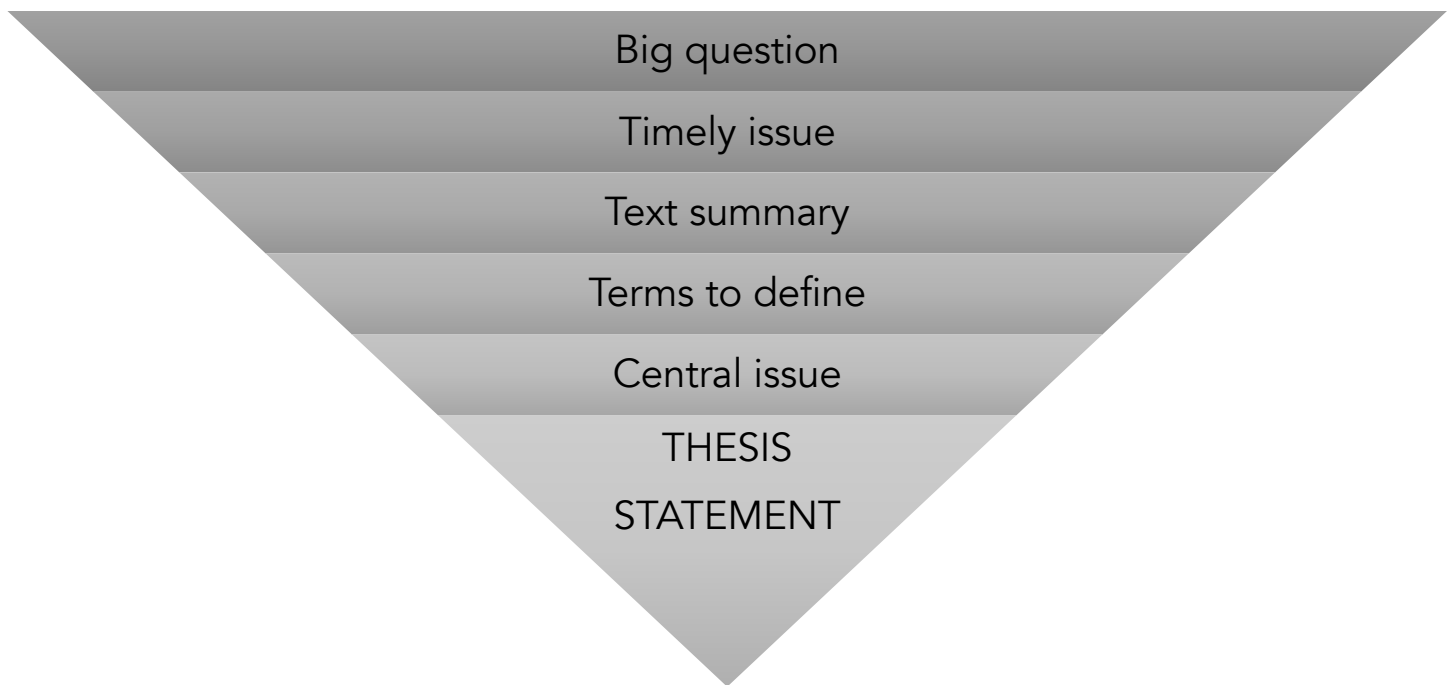 Big question
Timely issue
Text summary
Terms to define
Central issue
THESIS
STATEMENT